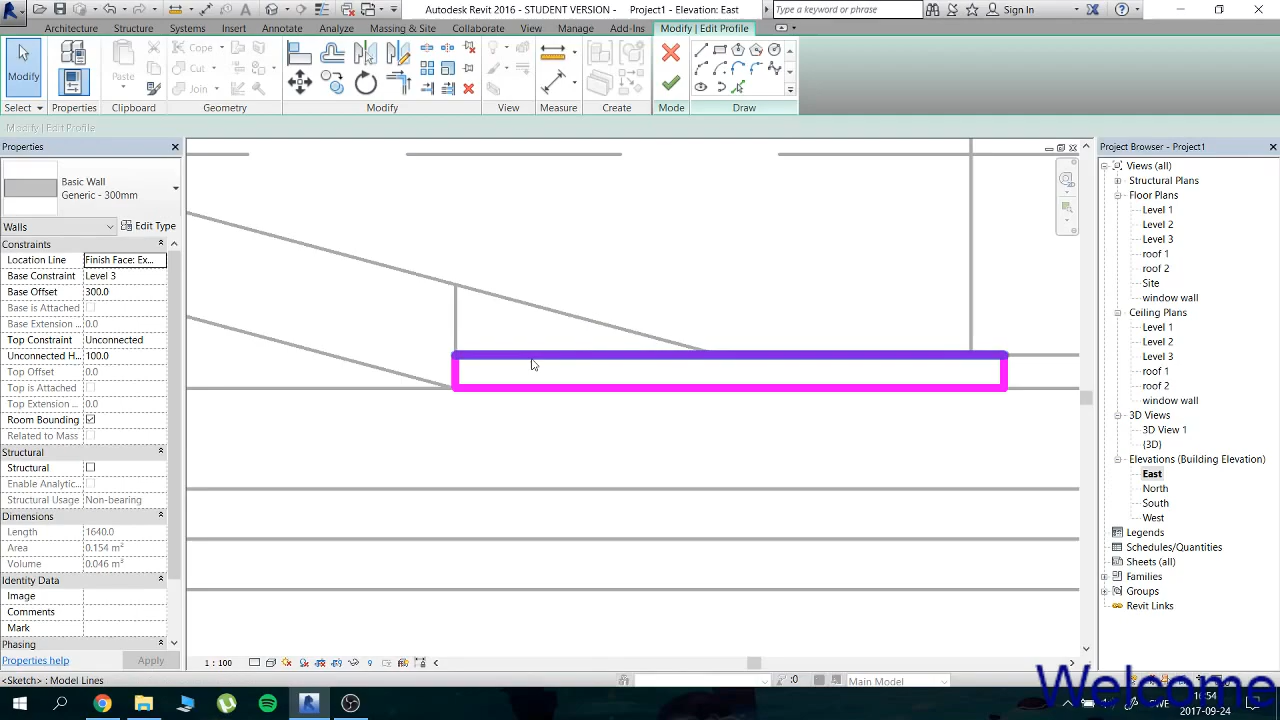 Autodesk Revit 2016 - STUDENT VERSION - Project1 - Elevation: East
Type a keyword or phrase
Sign In
Architecture Structure Systems Insert Annotate Analyze Massing & Site Collaborate View Manage Add-Ins Modify | Edit Profile
Modify
Paste
Cope
Cut
Join
Select Properties Clipboard Geometry Modify View Measure Create Mode Draw
Modify | Edit Profile
Properties
Basic Wall
Generic - 300mm
Walls
Edit Type
Constraints
Location Line Finish Face: Ex...
Base Constraint Level 3
Base Offset 300.0
Base is Attached
Base Extension ... 0.0
Top Constraint Unconnected
Unconnected H... 100.0
Top Offset 0.0
Top is Attached
Top Extension ... 0.0
Room Bounding
Related to Mass
Structural
Structural
Enable Analytic...
Structural Usage Non-bearing
Dimensions
Length 1640.0
Area 0.154 m²
Volume 0.046 m³
Identity Data
Image
Comments
Mark
Phasing
Properties help
Apply
Project Browser - Project1
Views (all)
Structural Plans
Floor Plans
Level 1
Level 2
Level 3
roof 1
roof 2
Site
window wall
Ceiling Plans
Level 1
Level 2
Level 3
roof 1
roof 2
window wall
3D Views
3D View 1
{3D}
Elevations (Building Elevation)
East
North
South
West
Legends
Schedules/Quantities
Sheets (all)
Families
Groups
Revit Links
1 : 100
<Sketch> : Model Lines
:0
Main Model
Welcome
SWE
16:54
2017-09-24